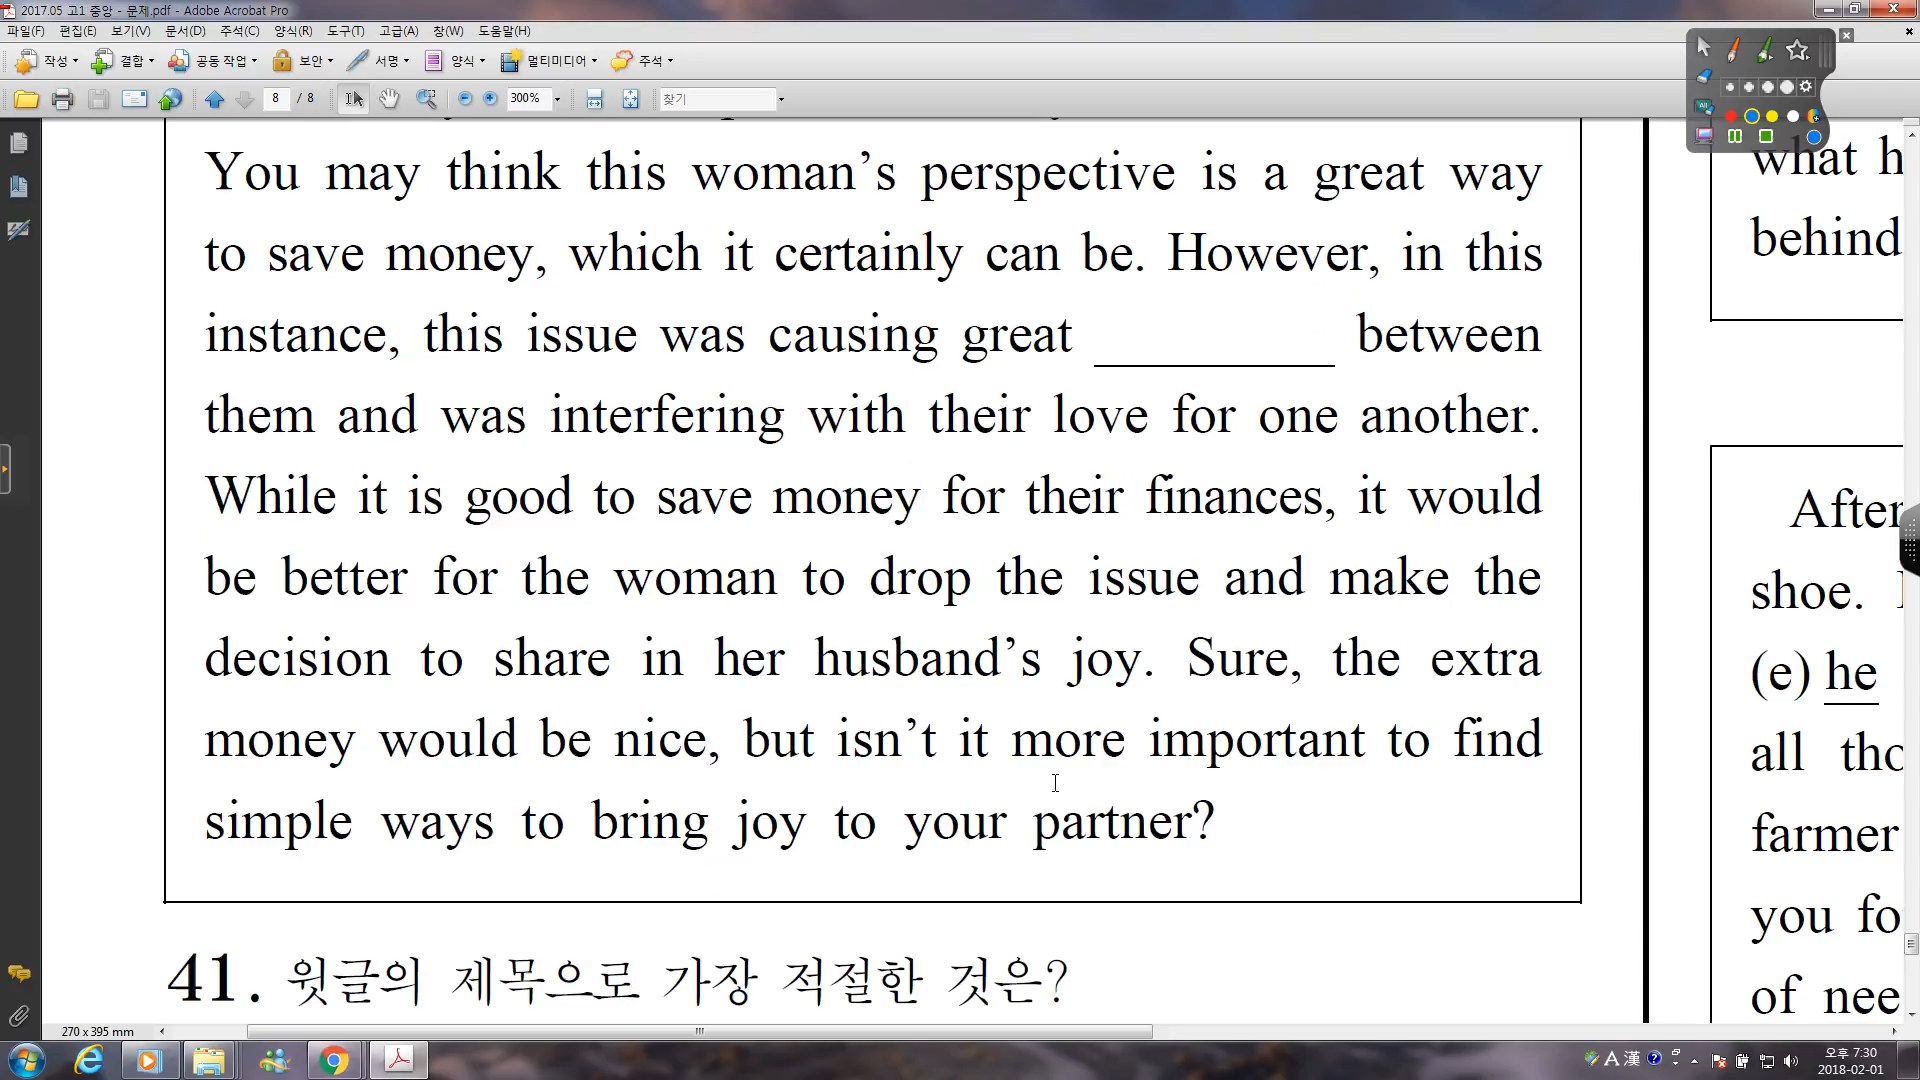 2017.05 고1 중앙 - 문제.pdf - Adobe Acrobat Pro
파일(F) 편집(E) 보기(V) 문서(D) 주석(C) 양식(R) 도구(T) 고급(A) 창(W) 도움말(H)
작성 결합 공동 작업 보안 서명 양식 멀티미디어 주석
8 / 8 300% 찾기
You may think this woman’s perspective is a great way
to save money, which it certainly can be. However, in this
instance, this issue was causing great ____________ between
them and was interfering with their love for one another.
While it is good to save money for their finances, it would
be better for the woman to drop the issue and make the
decision to share in her husband’s joy. Sure, the extra
money would be nice, but isn’t it more important to find
simple ways to bring joy to your partner?
41. 윗글의 제목으로 가장 적절한 것은?
what h
behind
After
shoe.
(e) he
all tho
farmer
you fo
of nee
270 x 395 mm
A 漢
오후 7:30
2018-02-01